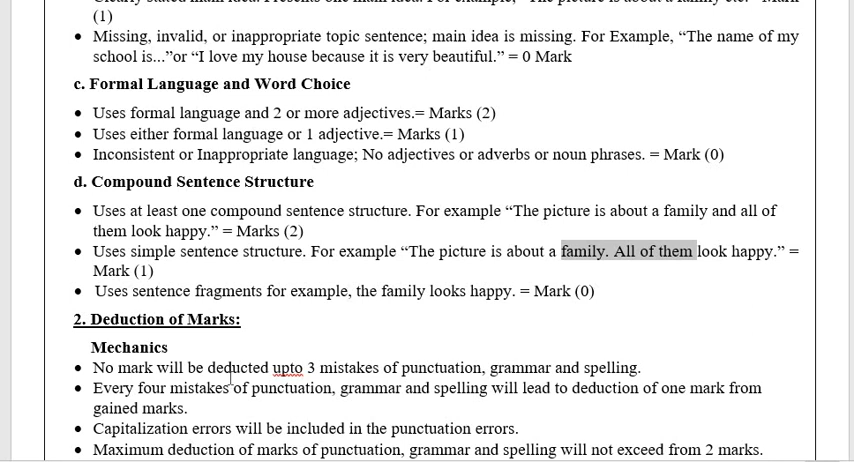 (1)
• Missing, invalid, or inappropriate topic sentence; main idea is missing. For Example, “The name of my
school is...”or “I love my house because it is very beautiful.” = 0 Mark
c. Formal Language and Word Choice
• Uses formal language and 2 or more adjectives.= Marks (2)
• Uses either formal language or 1 adjective.= Marks (1)
• Inconsistent or Inappropriate language; No adjectives or adverbs or noun phrases. = Mark (0)
d. Compound Sentence Structure
• Uses at least one compound sentence structure. For example “The picture is about a family and all of
them look happy.” = Marks (2)
• Uses simple sentence structure. For example “The picture is about a family. All of them look happy.” =
Mark (1)
• Uses sentence fragments for example, the family looks happy. = Mark (0)
2. Deduction of Marks:
Mechanics
• No mark will be deducted upto 3 mistakes of punctuation, grammar and spelling.
• Every four mistakes of punctuation, grammar and spelling will lead to deduction of one mark from
gained marks.
• Capitalization errors will be included in the punctuation errors.
• Maximum deduction of marks of punctuation, grammar and spelling will not exceed from 2 marks.